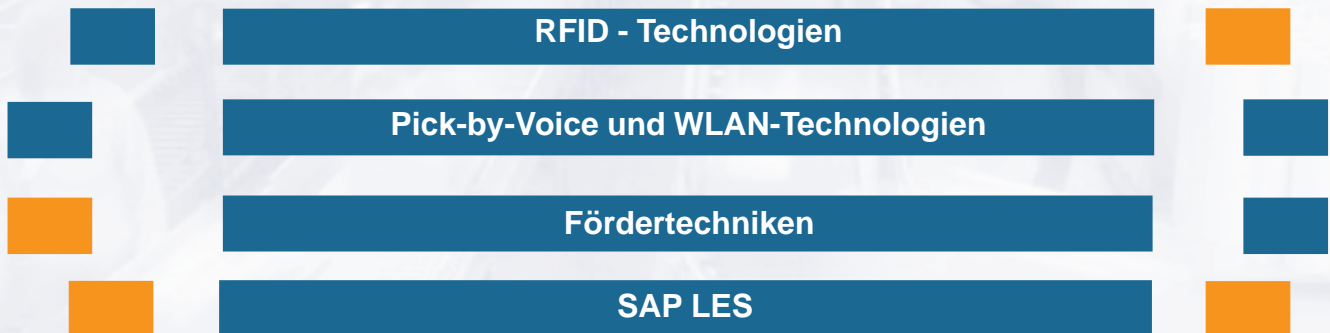 RFID - Technologien
Pick-by-Voice und WLAN-Technologien
Fördertechniken
SAP LES